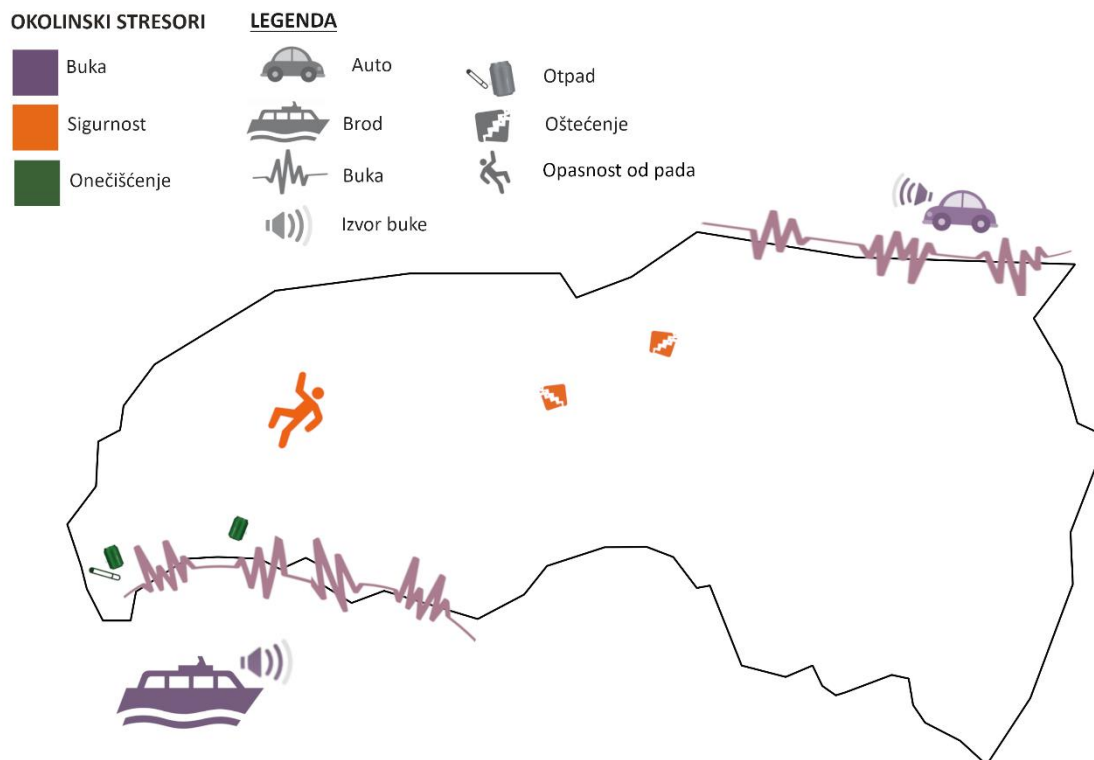 OKOLINSKI STRESORI
Buka
Sigurnost
Onečišćenje
LEGENDA
Auto
Brod
Buka
Izvor buke
Otpad
Oštećenje
Opasnost od pada